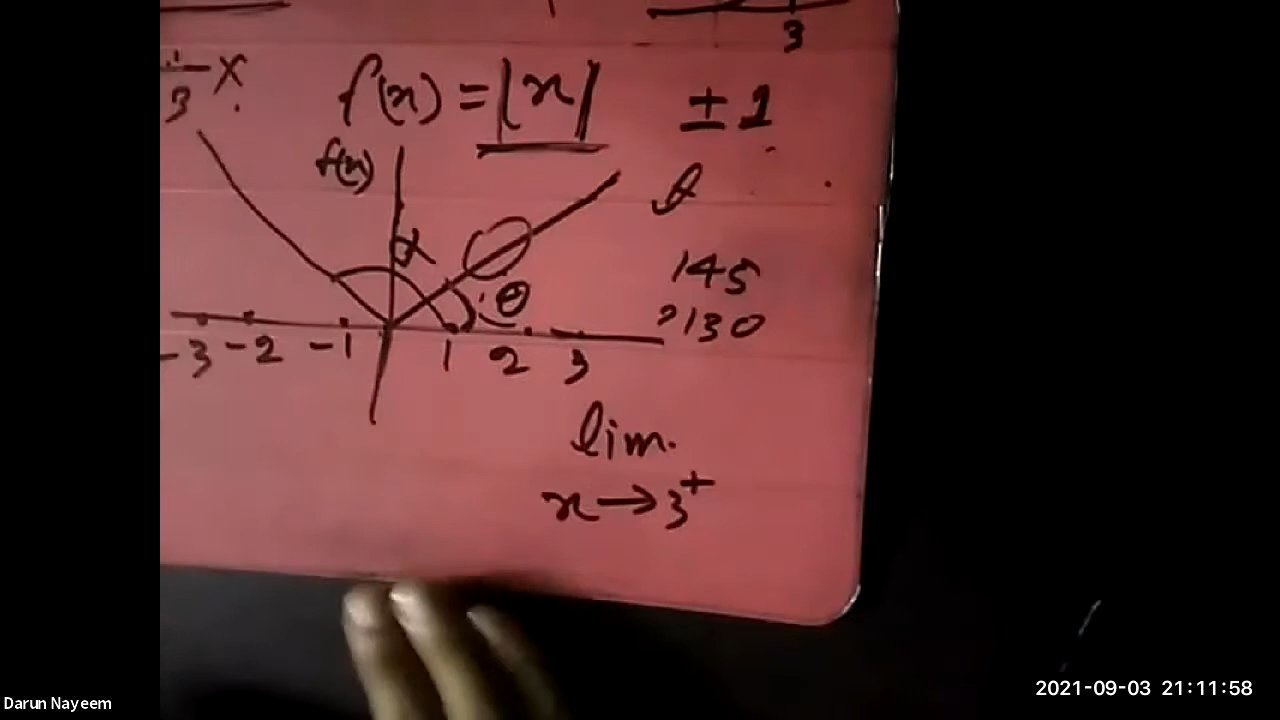 3
3 x
f(x) = |x| ± 1
f(x)
α θ
145
130
-3 -2 -1 1 2 3
lim.
x → 3⁺
Darun Nayeem
2021-09-03 21:11:58